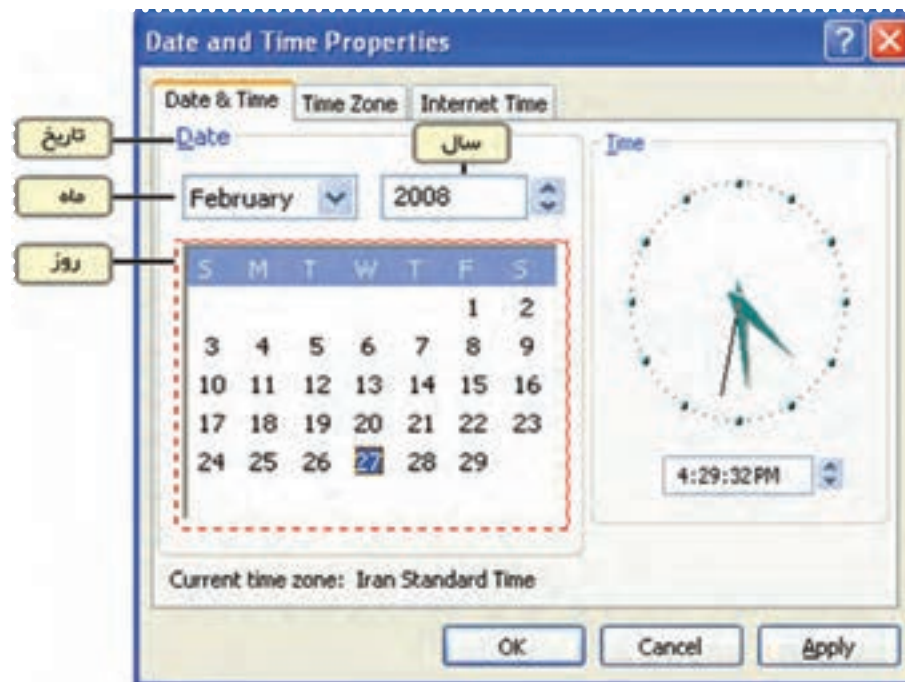 Date and Time Properties
Date & Time Time Zone Internet Time
تاریخ
Date
سال
Time
ماه
February
2008
روز
S M T W T F S
1 2
3 4 5 6 7 8 9
10 11 12 13 14 15 16
17 18 19 20 21 22 23
24 25 26 27 28 29
4:29:32 PM
Current time zone: Iran Standard Time
OK Cancel Apply